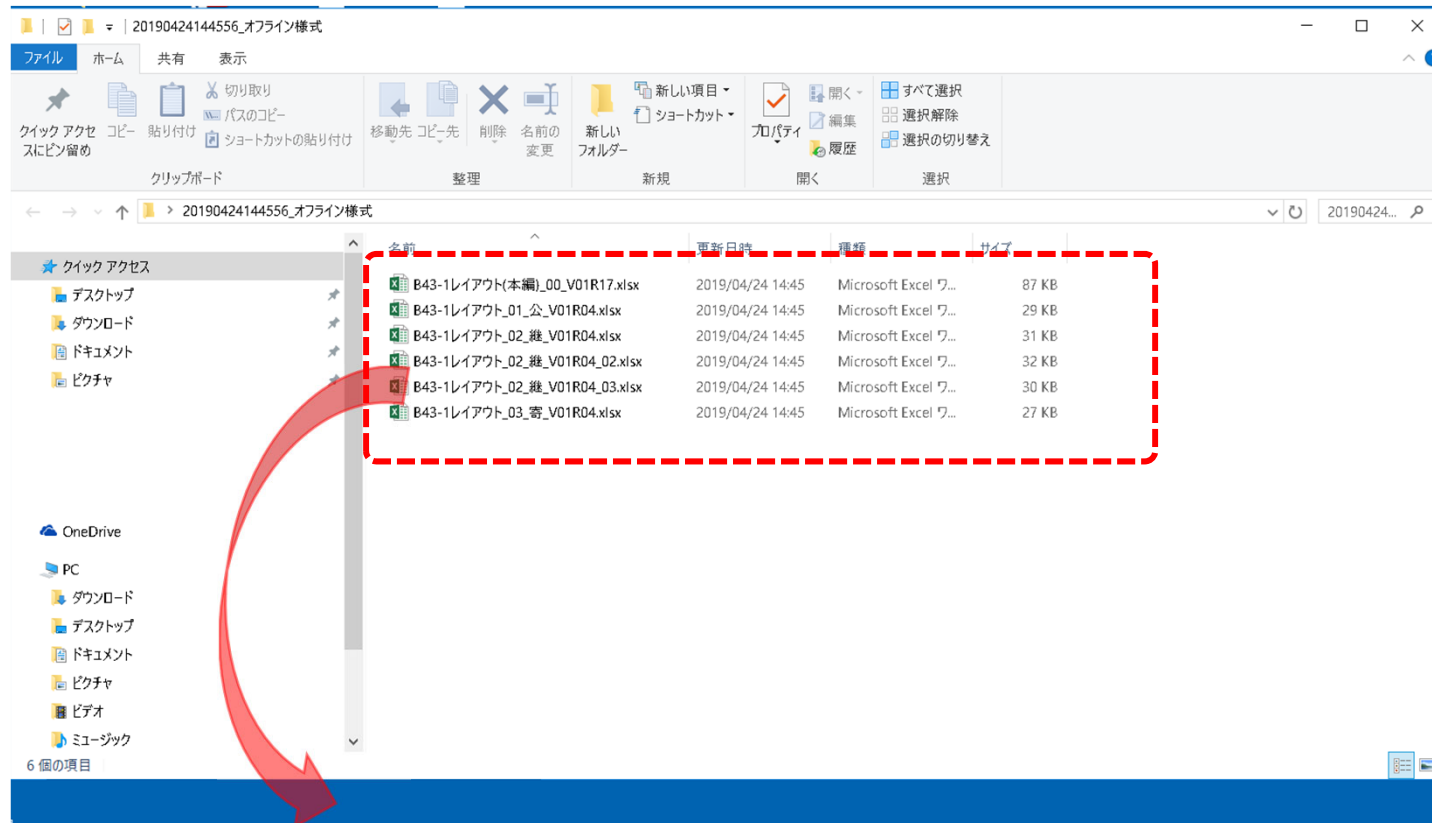 20190424144556_オフライン様式
ファイル ホーム 共有 表示
クイック アクセスにピン留め
コピー
貼り付け
切り取り
パスのコピー
ショートカットの貼り付け
移動先 コピー先 削除 名前の変更
新しいフォルダー
新しい項目
ショートカット
プロパティ
開く
編集
履歴
すべて選択
選択解除
選択の切り替え
クリップボード 整理 新規 開く 選択
20190424144556_オフライン様式
20190424...
名前 更新日時 種類 サイズ
B43-1レイアウト(本編)_00_V01R17.xlsx 2019/04/24 14:45 Microsoft Excel ワ... 87 KB
B43-1レイアウト_01_公_V01R04.xlsx 2019/04/24 14:45 Microsoft Excel ワ... 29 KB
B43-1レイアウト_02_継_V01R04.xlsx 2019/04/24 14:45 Microsoft Excel ワ... 31 KB
B43-1レイアウト_02_継_V01R04_02.xlsx 2019/04/24 14:45 Microsoft Excel ワ... 32 KB
B43-1レイアウト_02_継_V01R04_03.xlsx 2019/04/24 14:45 Microsoft Excel ワ... 30 KB
B43-1レイアウト_03_寄_V01R04.xlsx 2019/04/24 14:45 Microsoft Excel ワ... 27 KB
クイック アクセス
デスクトップ
ダウンロード
ドキュメント
ピクチャ
OneDrive
PC
ダウンロード
デスクトップ
ドキュメント
ピクチャ
ビデオ
ミュージック
6 個の項目